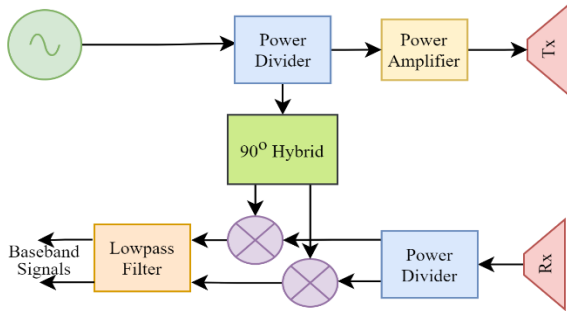 Power
Divider
Power
Amplifier
Tx
90° Hybrid
Baseband
Signals
Lowpass
Filter
Power
Divider
Rx